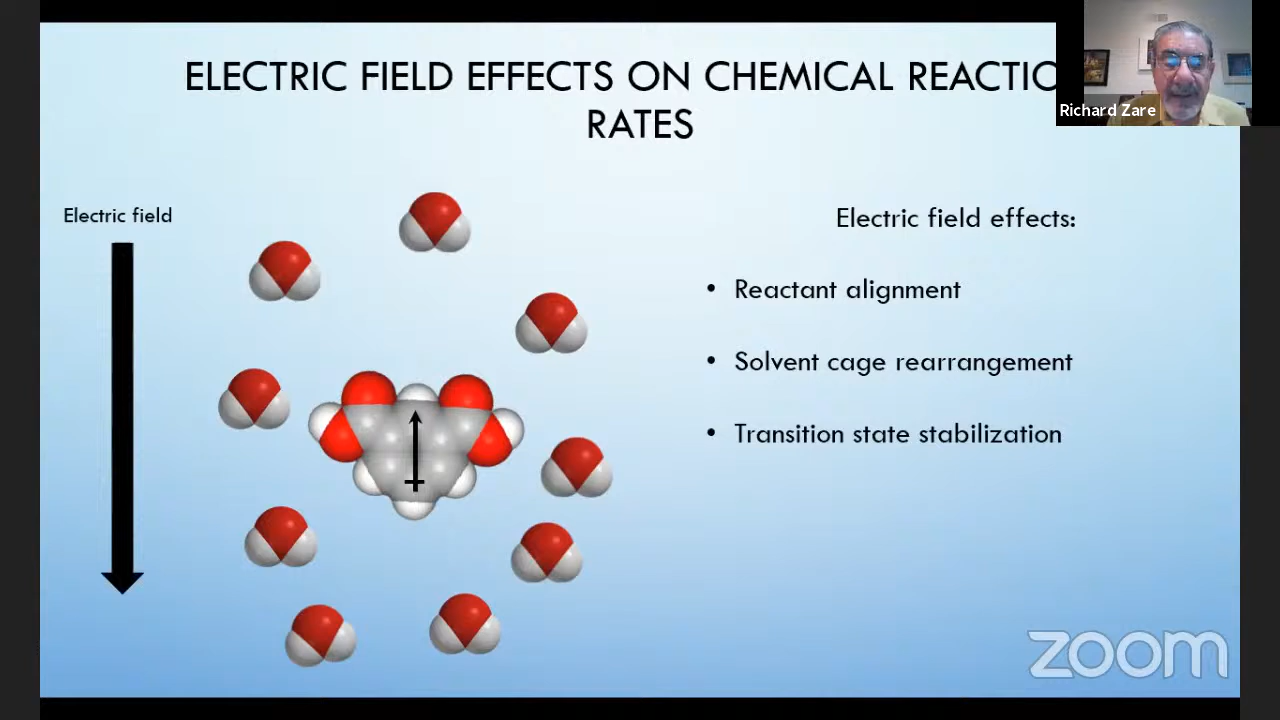 ELECTRIC FIELD EFFECTS ON CHEMICAL REACTIO
RATES
Richard Zare
Electric field
Electric field effects:
• Reactant alignment
• Solvent cage rearrangement
• Transition state stabilization
zoom